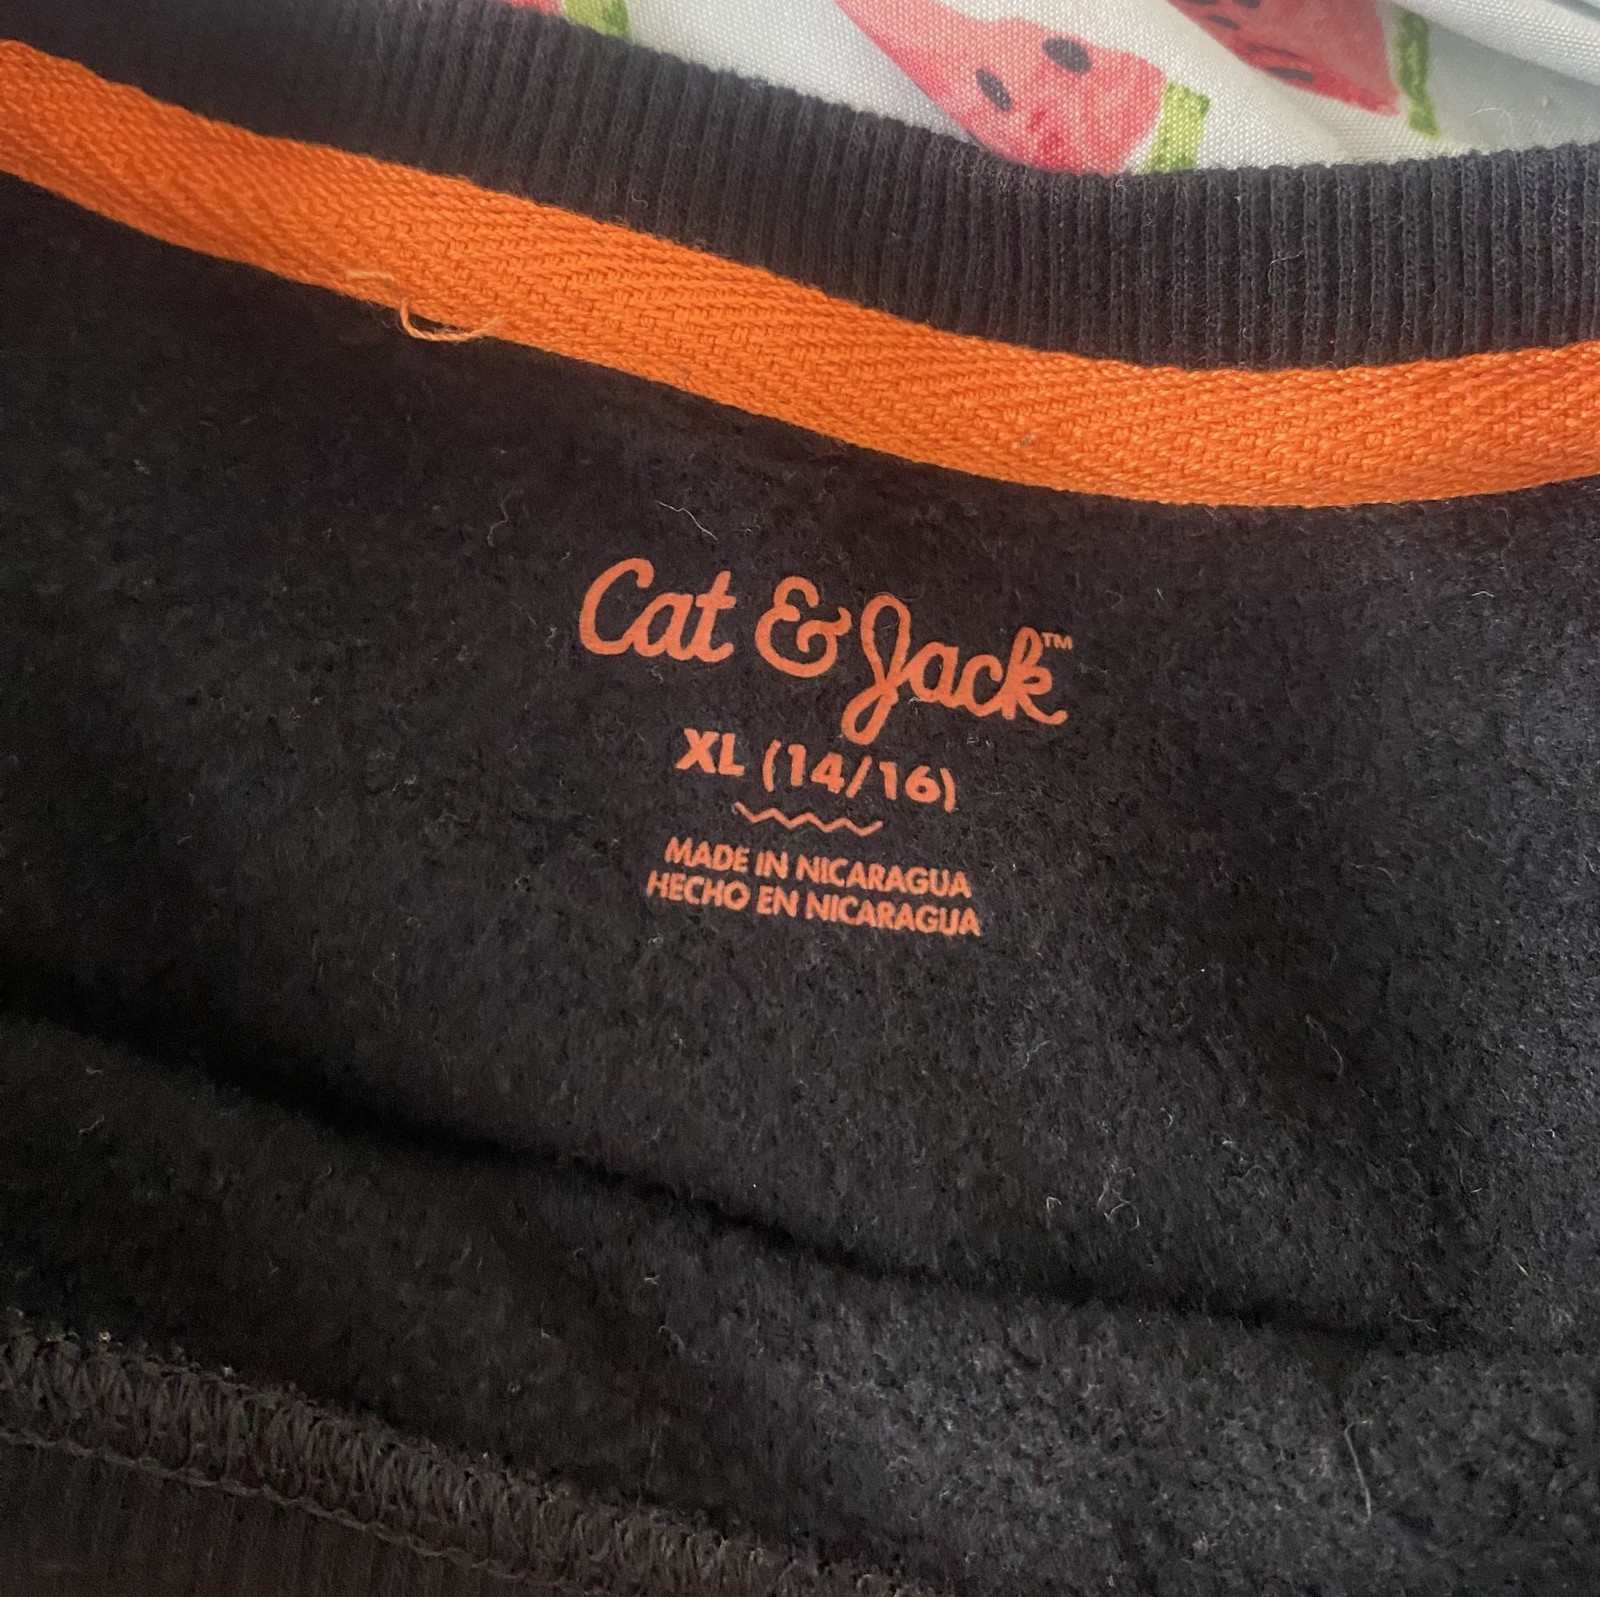 Cat & Jack™
XL (14/16)
MADE IN NICARAGUA
HECHO EN NICARAGUA